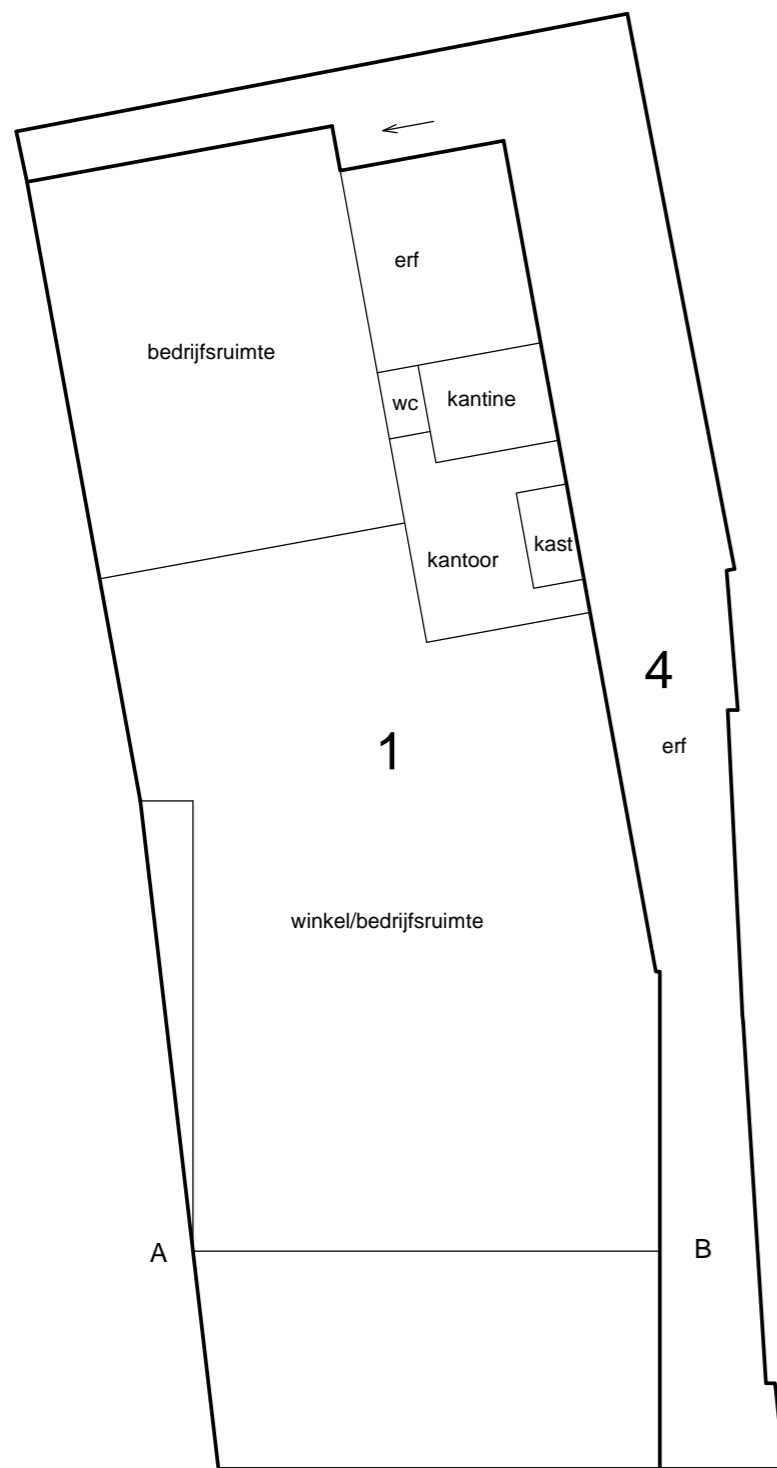 erf
bedrijfsruimte
wc
kantine
kast
kantoor
4
1
erf
winkel/bedrijfsruimte
A
B